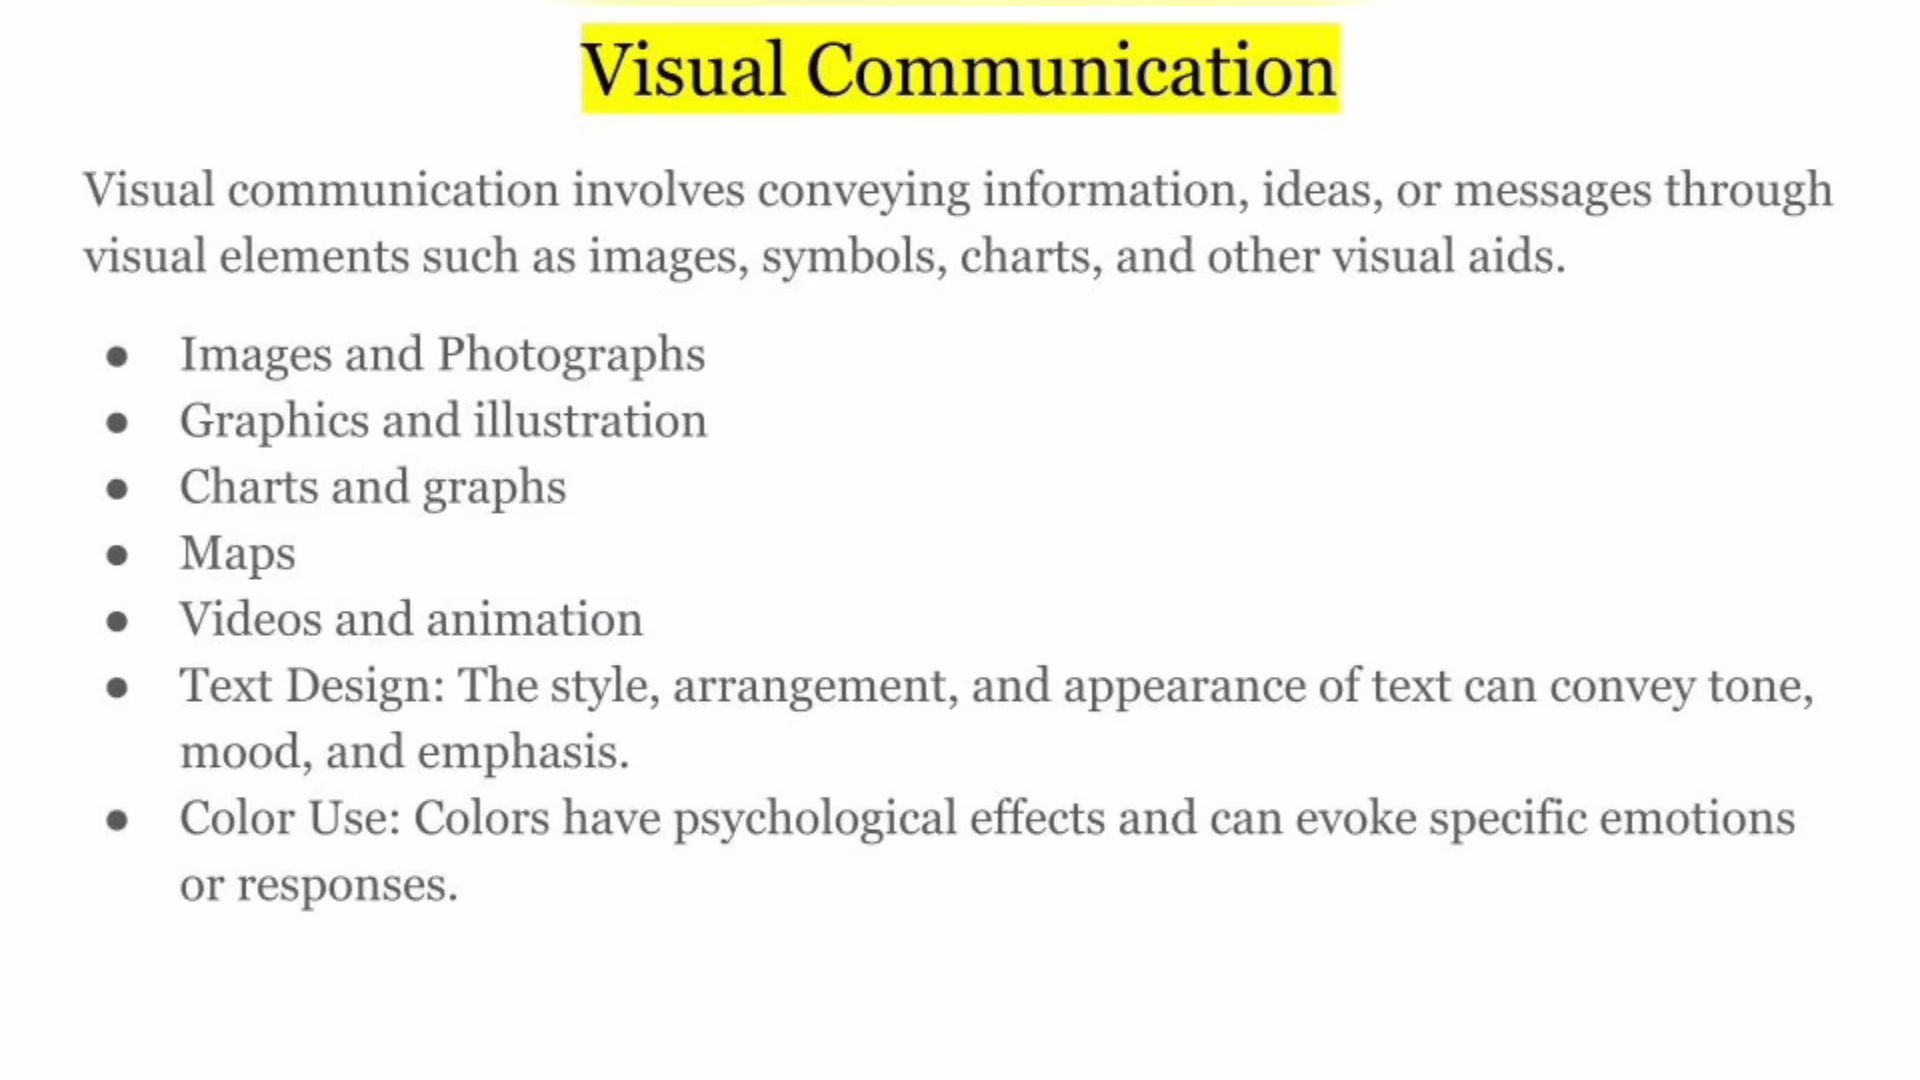 Visual Communication
Visual communication involves conveying information, ideas, or messages through
visual elements such as images, symbols, charts, and other visual aids.
● Images and Photographs
● Graphics and illustration
● Charts and graphs
● Maps
● Videos and animation
● Text Design: The style, arrangement, and appearance of text can convey tone,
mood, and emphasis.
● Color Use: Colors have psychological effects and can evoke specific emotions
or responses.